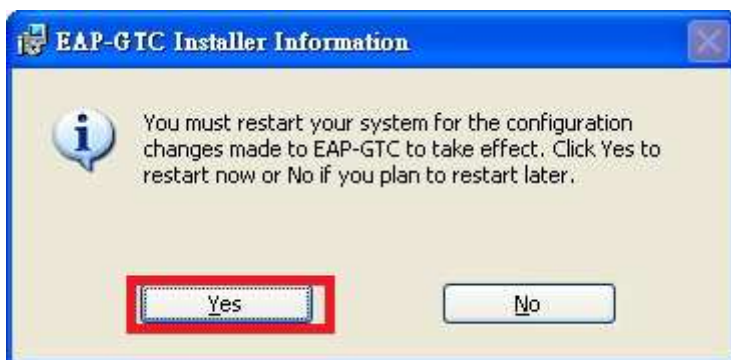 EAP-GTC Installer Information
You must restart your system for the configuration
changes made to EAP-GTC to take effect. Click Yes to
restart now or No if you plan to restart later.
Yes
No